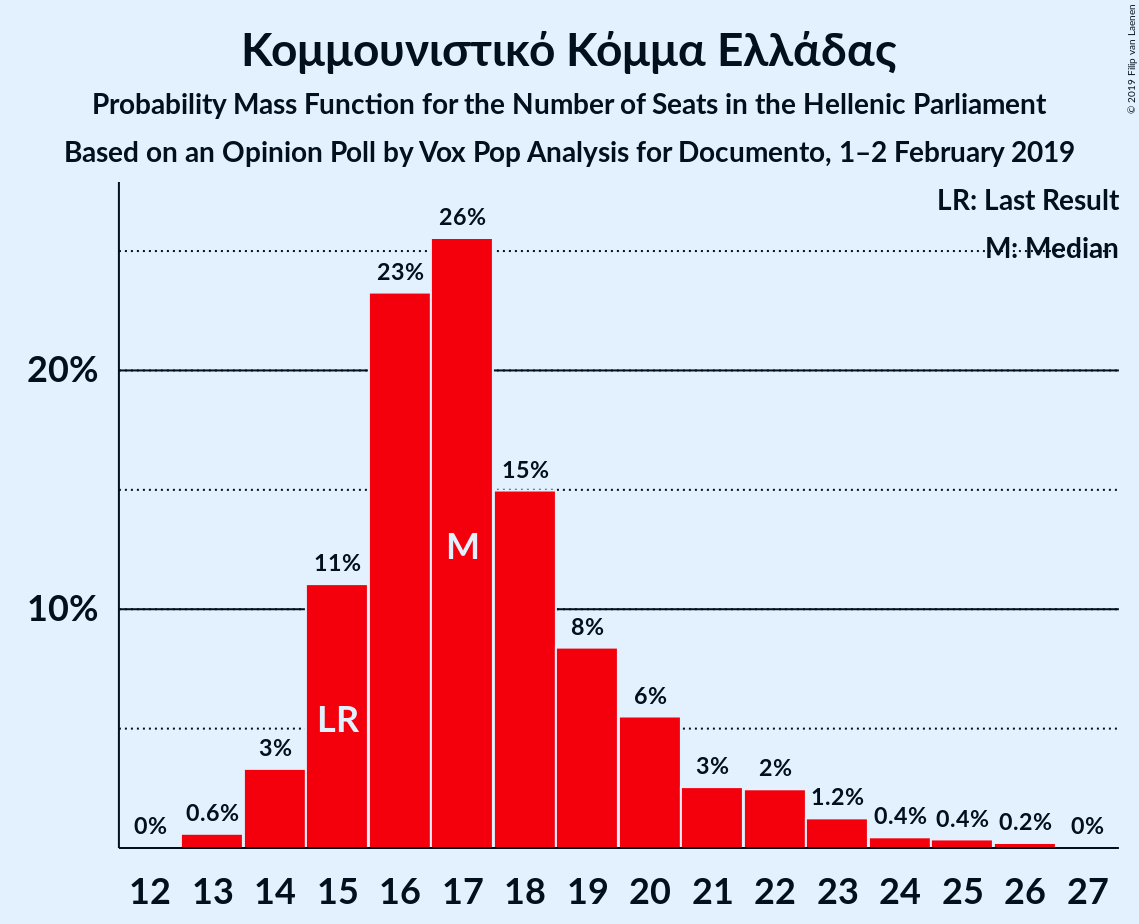 Κομμουνιστικό Κόμμα Ελλάδας
Probability Mass Function for the Number of Seats in the Hellenic Parliament
Based on an Opinion Poll by Vox Pop Analysis for Documento, 1–2 February 2019
© 2019 Filip van Laenen
LR: Last Result
M: Median
26%
23%
20%
15%
M
11%
10%
8%
6%
LR
3%
3%
2%
1.2%
0.6%
0.4%
0.4%
0.2%
0%
0%
12 13 14 15 16 17 18 19 20 21 22 23 24 25 26 27